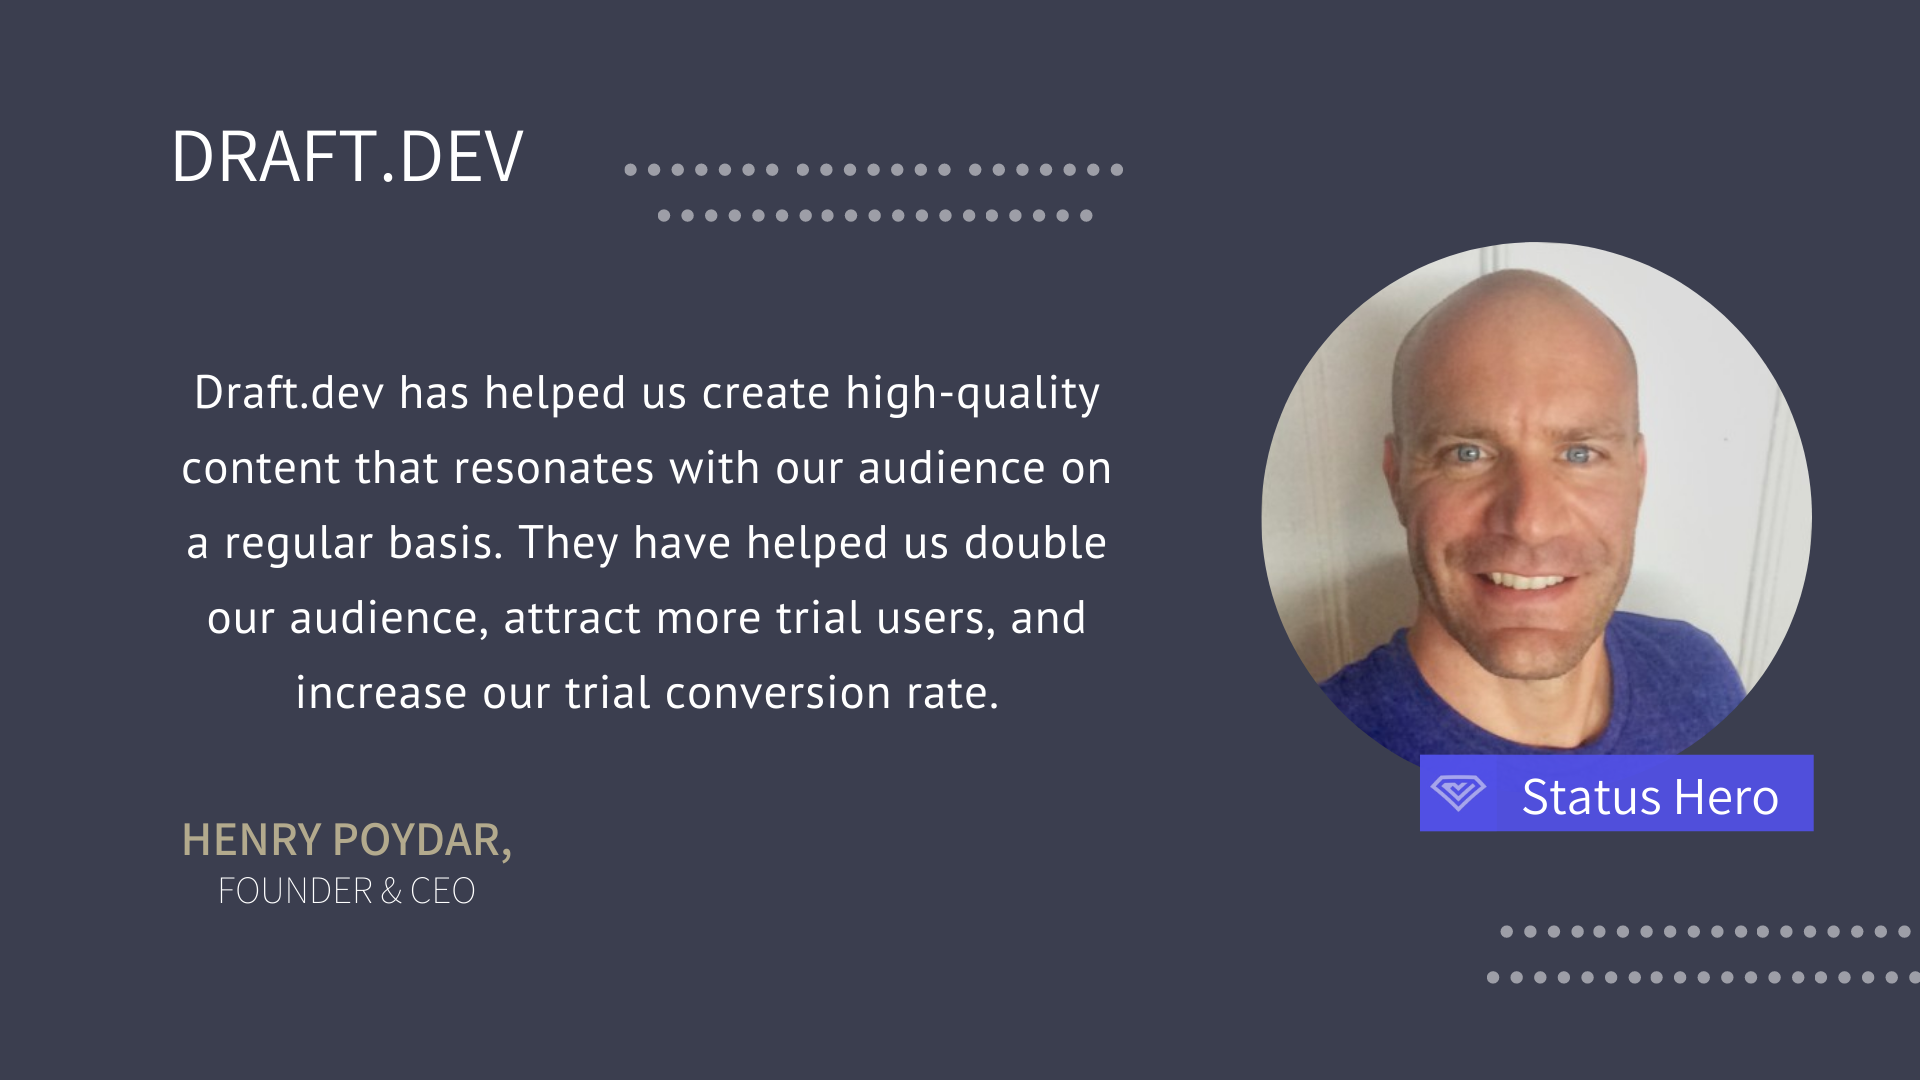 DRAFT.DEV
Draft.dev has helped us create high-quality
content that resonates with our audience on
a regular basis. They have helped us double
our audience, attract more trial users, and
increase our trial conversion rate.
HENRY POYDAR,
FOUNDER & CEO
Status Hero